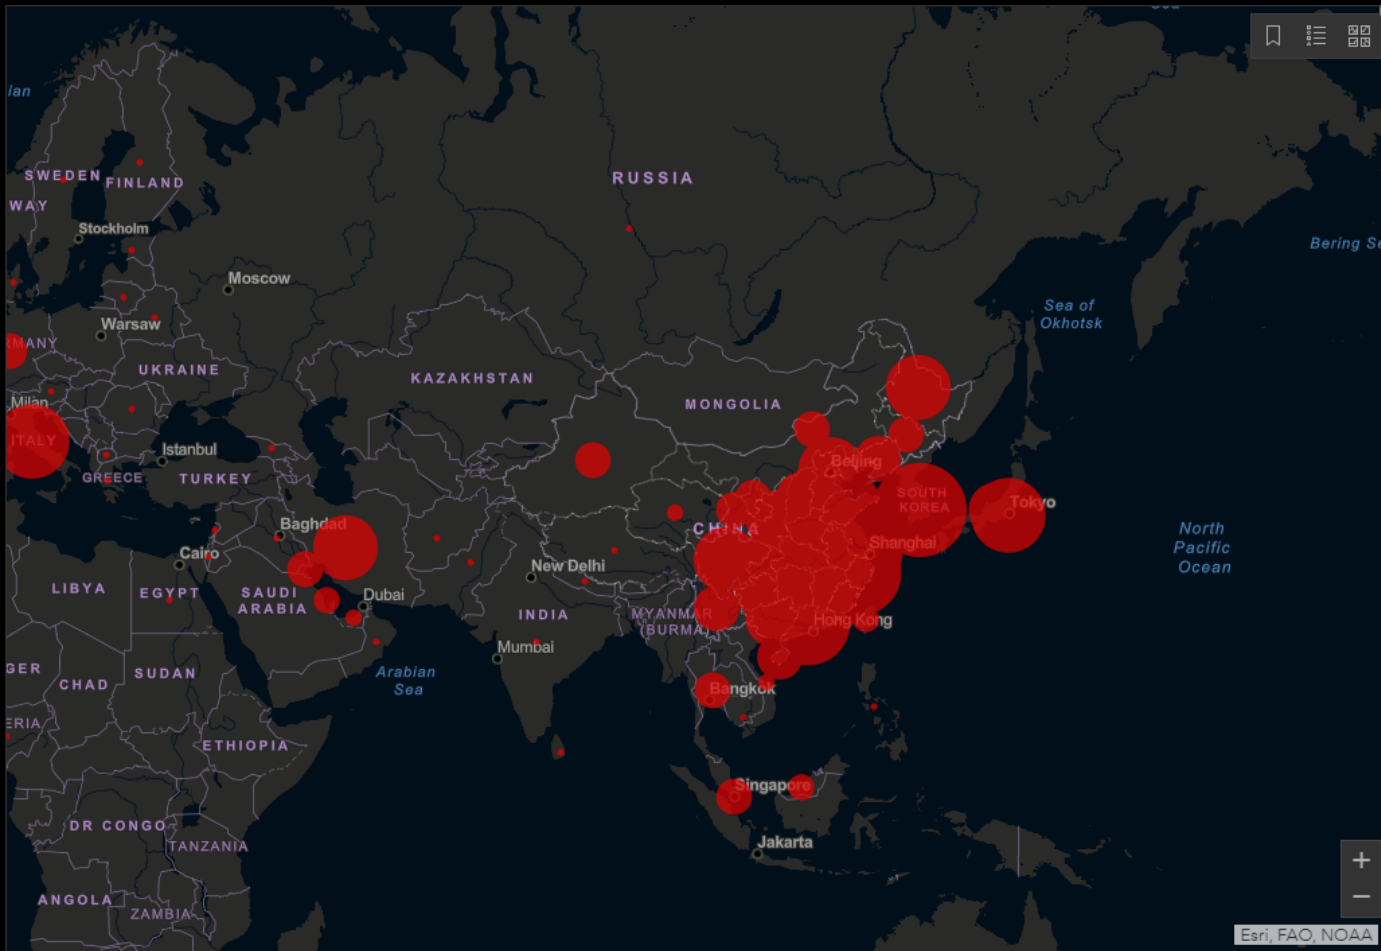 Sea
ian
SWEDEN
FINLAND
RUSSIA
WAY
Stockholm
Bering Se
Moscow
Sea of
Okhotsk
Warsaw
RMANY
UKRAINE
KAZAKHSTAN
Milan
MONGOLIA
ITALY
Istanbul
Beijing
GREECE
TURKEY
SOUTH
KOREA
Tokyo
Baghdad
CHINA
North
Pacific
Ocean
Cairo
Shanghai
New Delhi
LIBYA
EGYPT
SAUDI
ARABIA
Dubai
INDIA
MYANMAR
(BURMA)
Hong Kong
Mumbai
GER
CHAD
SUDAN
Arabian
Sea
Bangkok
ERIA
ETHIOPIA
Singapore
DR CONGO
TANZANIA
Jakarta
ANGOLA
ZAMBIA
+
−
Esri, FAO, NOAA